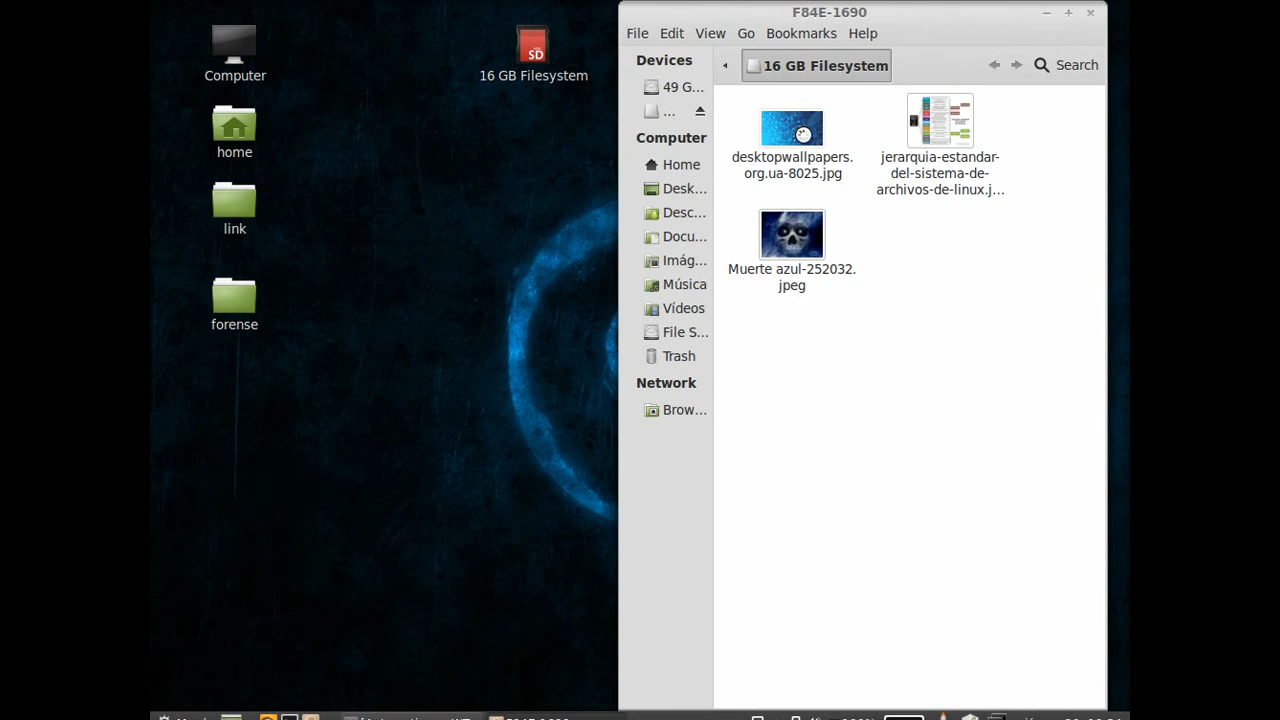 F84E-1690
File Edit View Go Bookmarks Help
Devices
49 G...
...
Computer
Home
Desk...
Desc...
Docu...
Imág...
Música
Vídeos
File S...
Trash
Network
Brow...
16 GB Filesystem
Search
desktopwallpapers.
org.ua-8025.jpg
jerarquia-estandar-
del-sistema-de-
archivos-de-linux.j...
Muerte azul-252032.
jpeg
Computer
home
link
forense
SD
16 GB Filesystem